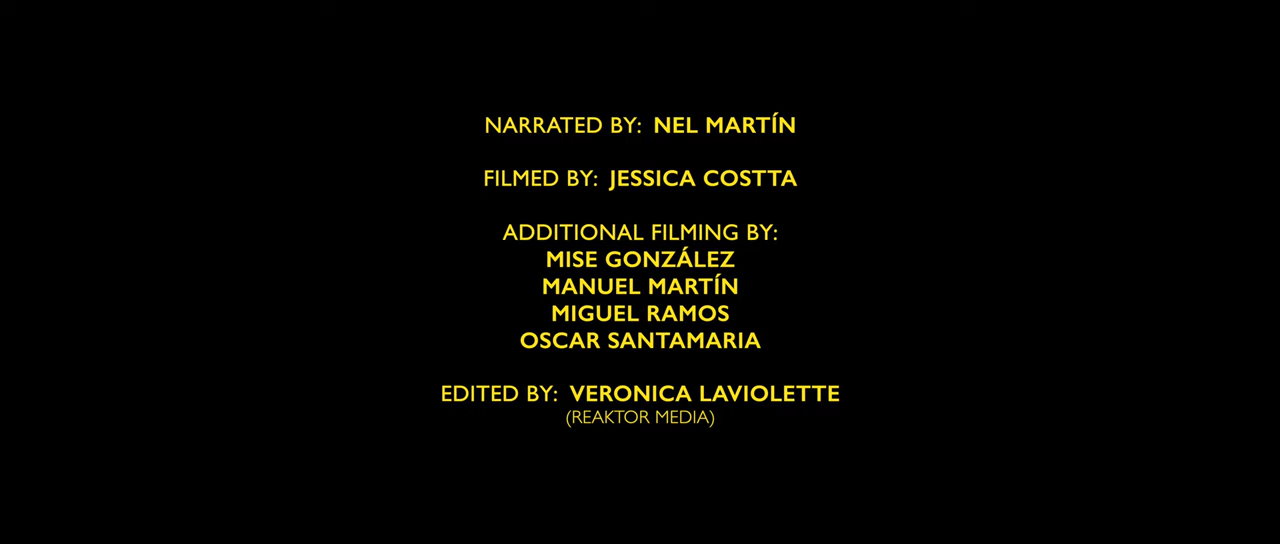 NARRATED BY: NEL MARTÍN
FILMED BY: JESSICA COSTTA
ADDITIONAL FILMING BY:
MISE GONZÁLEZ
MANUEL MARTÍN
MIGUEL RAMOS
OSCAR SANTAMARIA
EDITED BY: VERONICA LAVIOLETTE
(REAKTOR MEDIA)